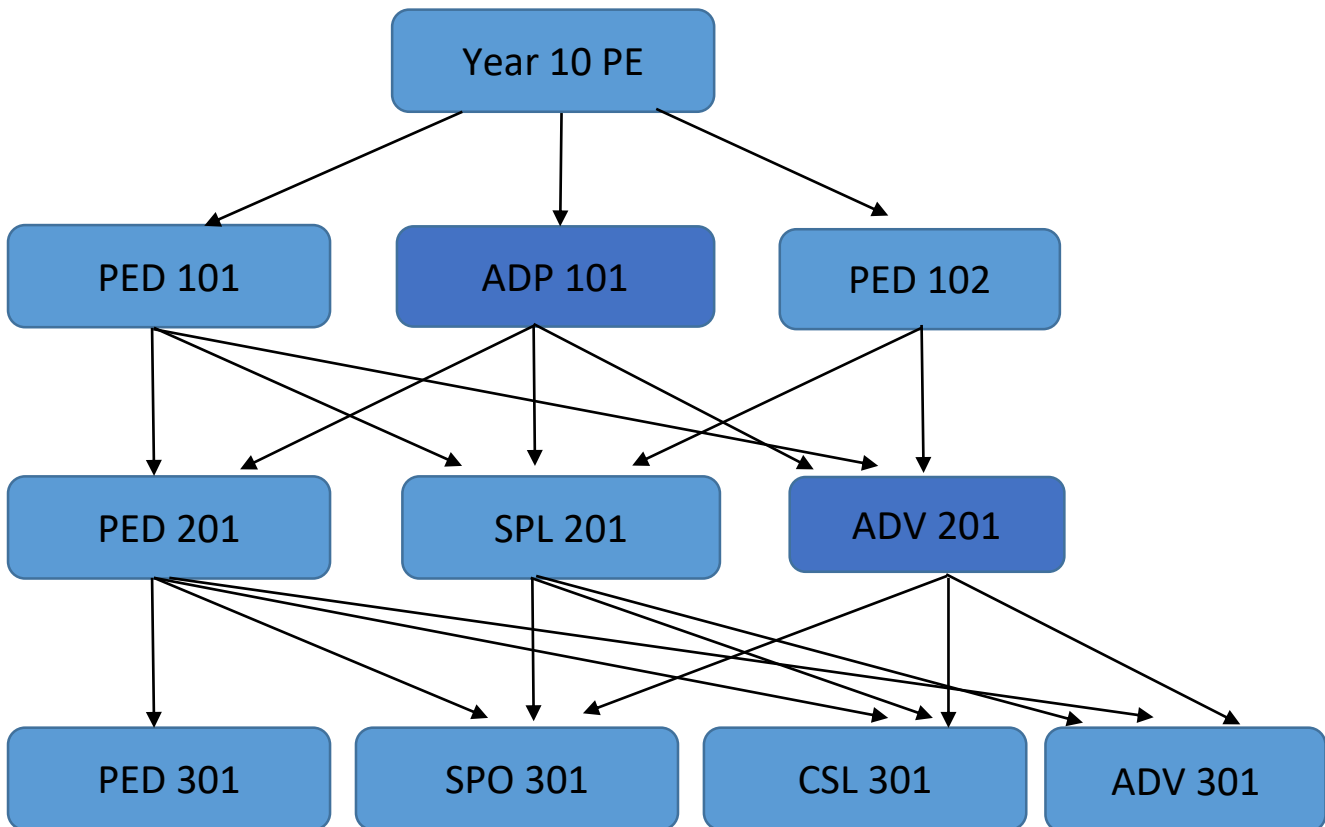 Year 10 PE
PED 101
ADP 101
PED 102
PED 201
SPL 201
ADV 201
PED 301
SPO 301
CSL 301
ADV 301